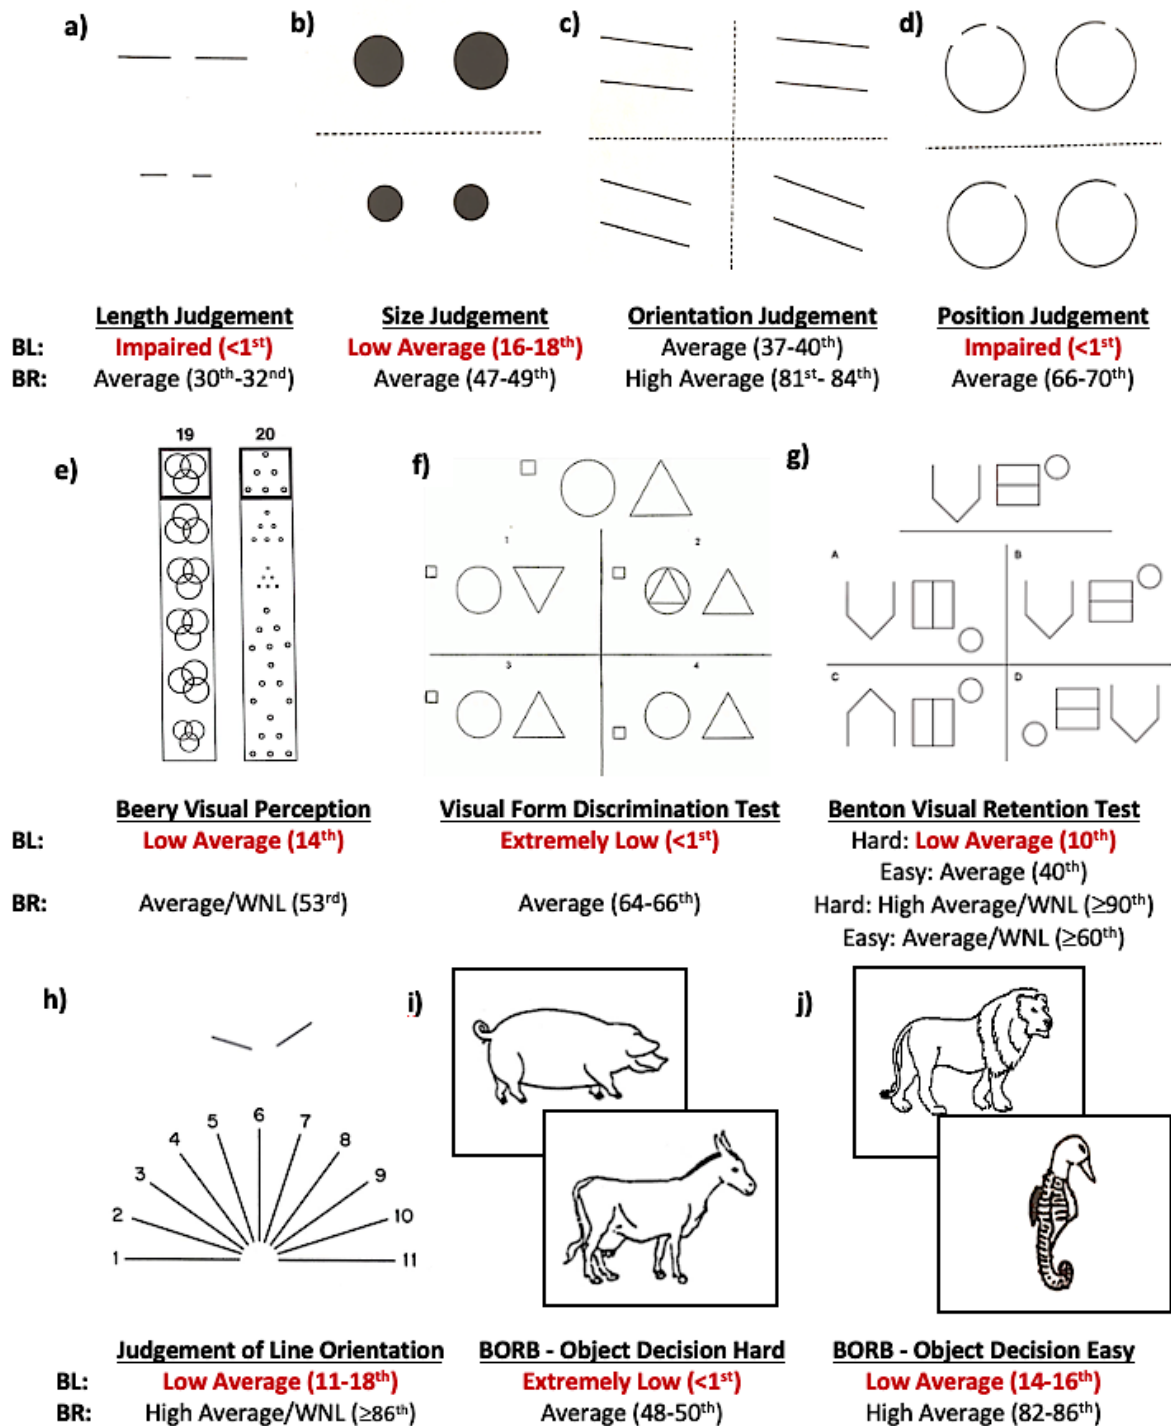 a)
b)
c)
d)
Length Judgement
Size Judgement
Orientation Judgement
Position Judgement
BL: Impaired (<1st) Low Average (16-18th) Average (37-40th) Impaired (<1st)
BR: Average (30th-32nd) Average (47-49th) High Average (81st- 84th) Average (66-70th)
e)
19 20
f)
1 2
3 4
g)
A B
C D
Beery Visual Perception
Visual Form Discrimination Test
Benton Visual Retention Test
BL: Low Average (14th) Extremely Low (<1st) Hard: Low Average (10th)
Easy: Average (40th)
BR: Average/WNL (53rd) Average (64-66th) Hard: High Average/WNL (≥90th)
Easy: Average/WNL (≥60th)
h)
1 2 3 4 5 6 7 8 9 10 11
i)
j)
Judgement of Line Orientation
BORB - Object Decision Hard
BORB - Object Decision Easy
BL: Low Average (11-18th) Extremely Low (<1st) Low Average (14-16th)
BR: High Average/WNL (≥86th) Average (48-50th) High Average (82-86th)